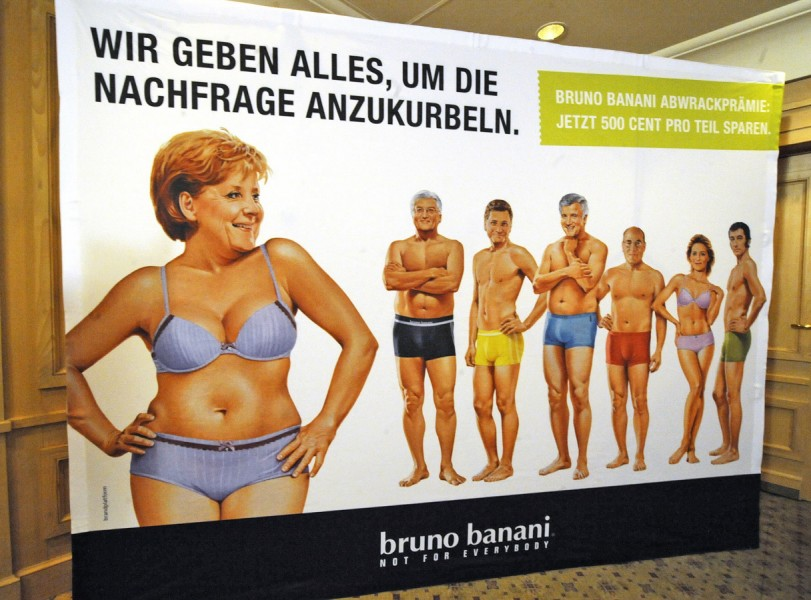 WIR GEBEN ALLES, UM DIE
NACHFRAGE ANZUKURBELN.
BRUNO BANANI ABWRACKPRÄMIE:
JETZT 500 CENT PRO TEIL SPAREN.
brandplatform
bruno banani
NOT FOR EVERYBODY